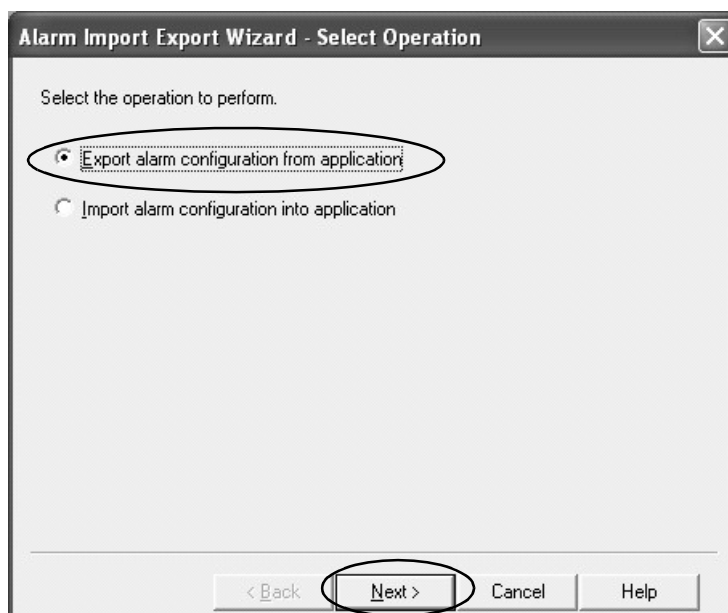 Alarm Import Export Wizard - Select Operation
Select the operation to perform.
Export alarm configuration from application
Import alarm configuration into application
< Back Next > Cancel Help